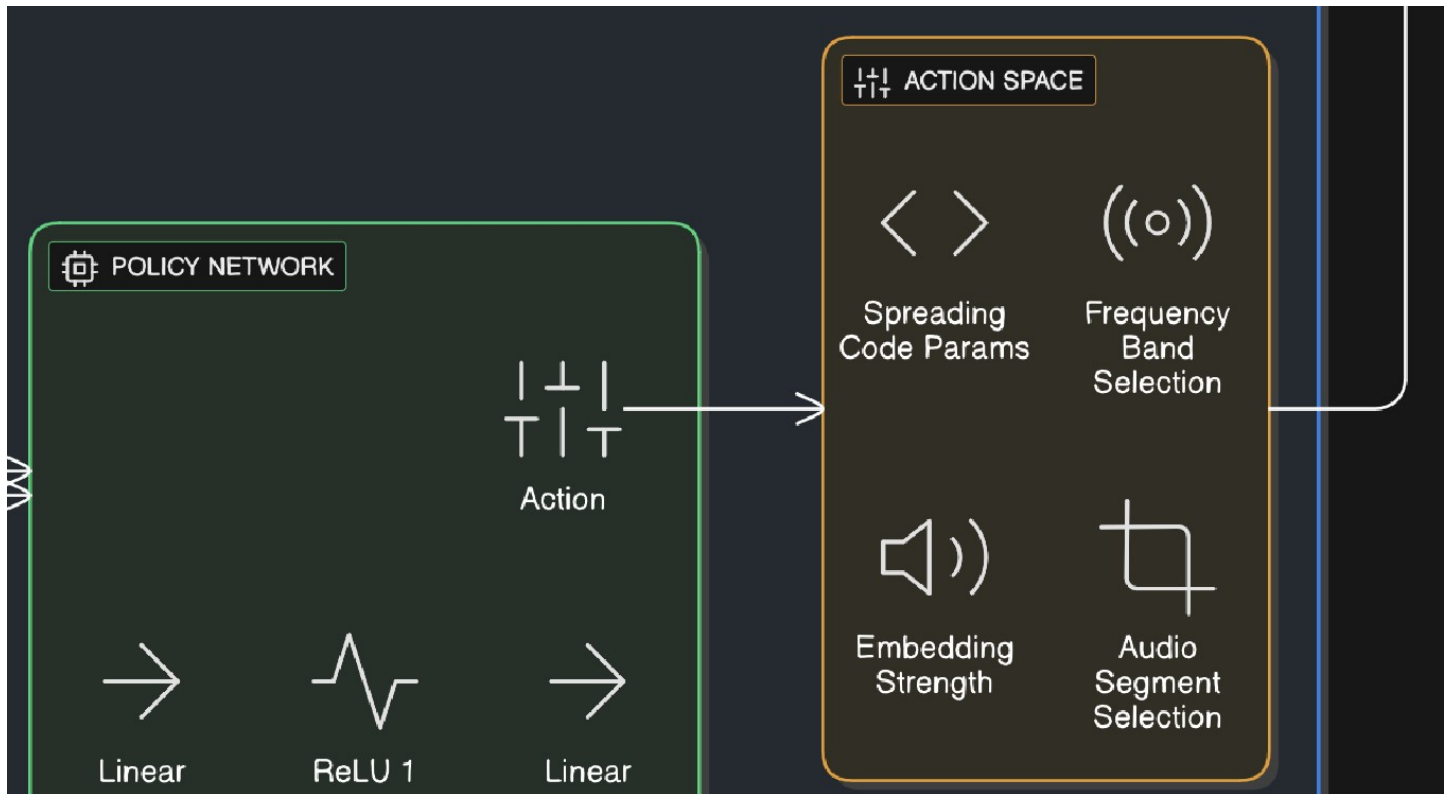 ACTION SPACE
Spreading
Code Params
Frequency
Band
Selection
POLICY NETWORK
Action
Embedding
Strength
Audio
Segment
Selection
Linear
ReLU 1
Linear